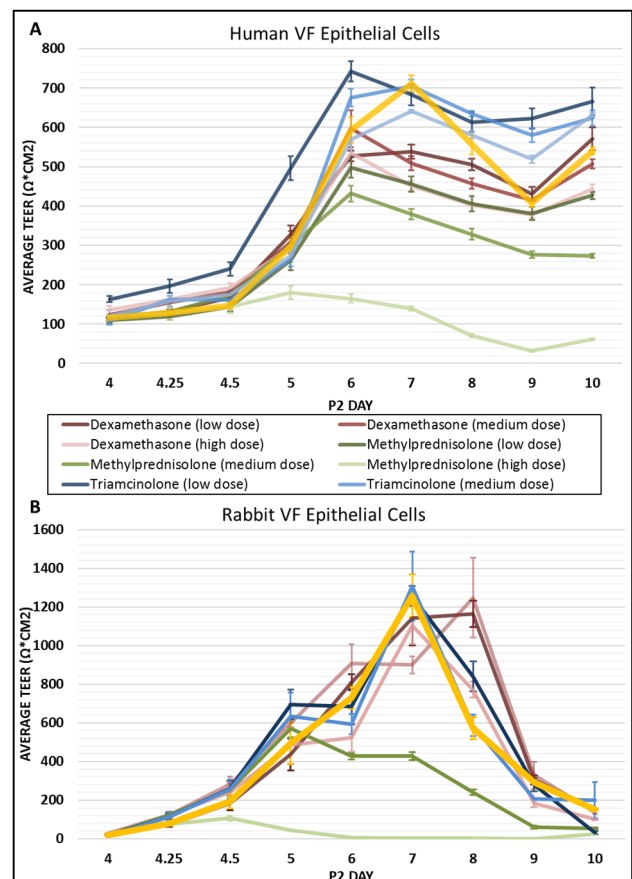 A
Human VF Epithelial Cells
800
700
600
500
400
300
200
100
0
AVERAGE TEER (Ω*CM2)
4 4.25 4.5 5 6 7 8 9 10
P2 DAY
Dexamethasone (low dose) Dexamethasone (medium dose)
Dexamethasone (high dose) Methylprednisolone (low dose)
Methylprednisolone (medium dose) Methylprednisolone (high dose)
Triamcinolone (low dose) Triamcinolone (medium dose)
B
Rabbit VF Epithelial Cells
1600
1400
1200
1000
800
600
400
200
0
AVERAGE TEER (Ω*CM2)
4 4.25 4.5 5 6 7 8 9 10
P2 DAY